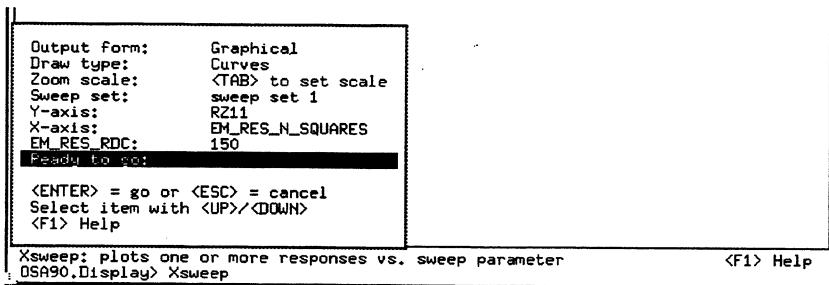 Output form: Graphical
Draw type: Curves
Zoom scale: <TAB> to set scale
Sweep set: sweep set 1
Y-axis: RZ11
X-axis: EM_RES_N_SQUARES
EM_RES_RDC: 150
Ready to go:
<ENTER> = go or <ESC> = cancel
Select item with <UP>/<DOWN>
<F1> Help
Xsweep: plots one or more responses vs. sweep parameter <F1> Help
OSA90.Display> Xsweep